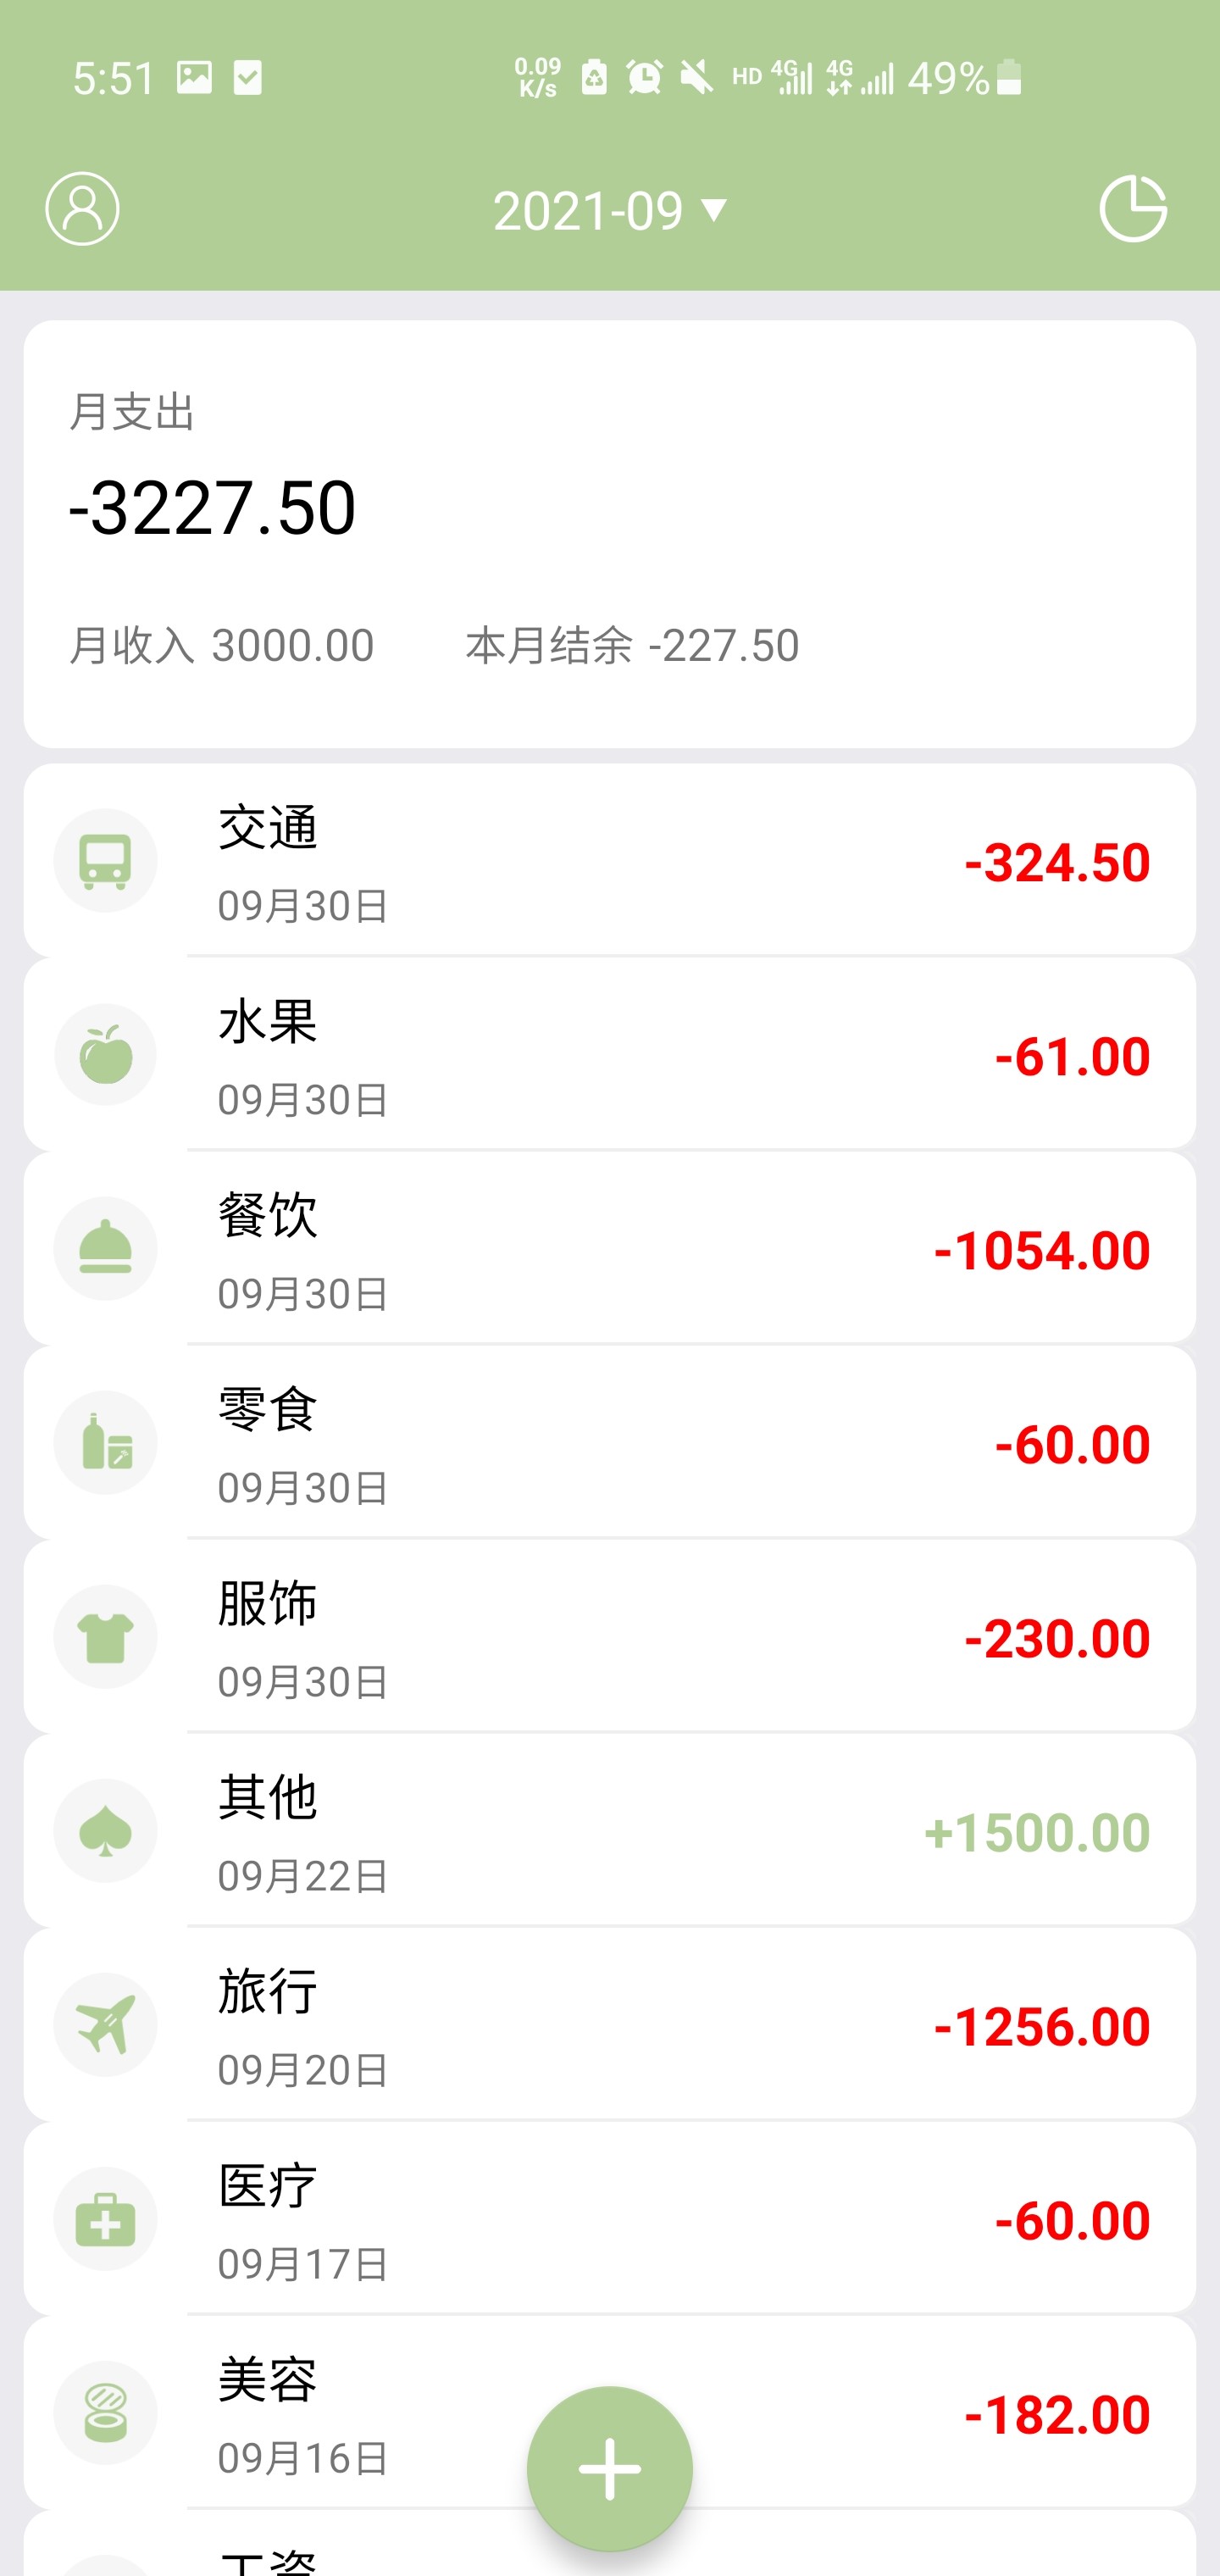 5:51
0.09
K/s
HD 4G 4G 49%
2021-09
月支出
-3227.50
月收入 3000.00 本月结余 -227.50
交通
-324.50
09月30日
水果
-61.00
09月30日
餐饮
-1054.00
09月30日
零食
-60.00
09月30日
服饰
-230.00
09月30日
其他
+1500.00
09月22日
旅行
-1256.00
09月20日
医疗
-60.00
09月17日
美容
-182.00
09月16日
工资